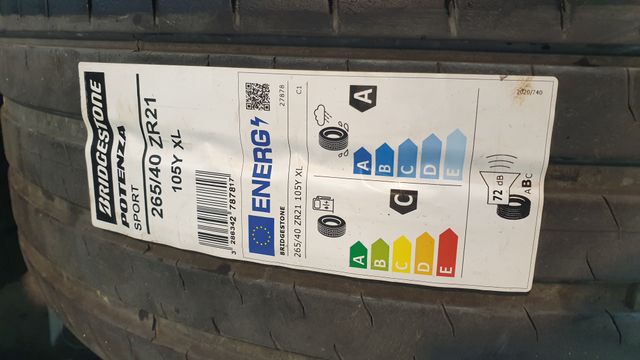 BRIDGESTONE
POTENZA
SPORT
265/40 ZR21
105Y XL
3 286342 787817
ENERG
27878
C1
BRIDGESTONE
265/40 ZR21 105Y XL
A
A
B
C
D
E
C
A
B
C
D
E
2020/740
72 dB
ABC